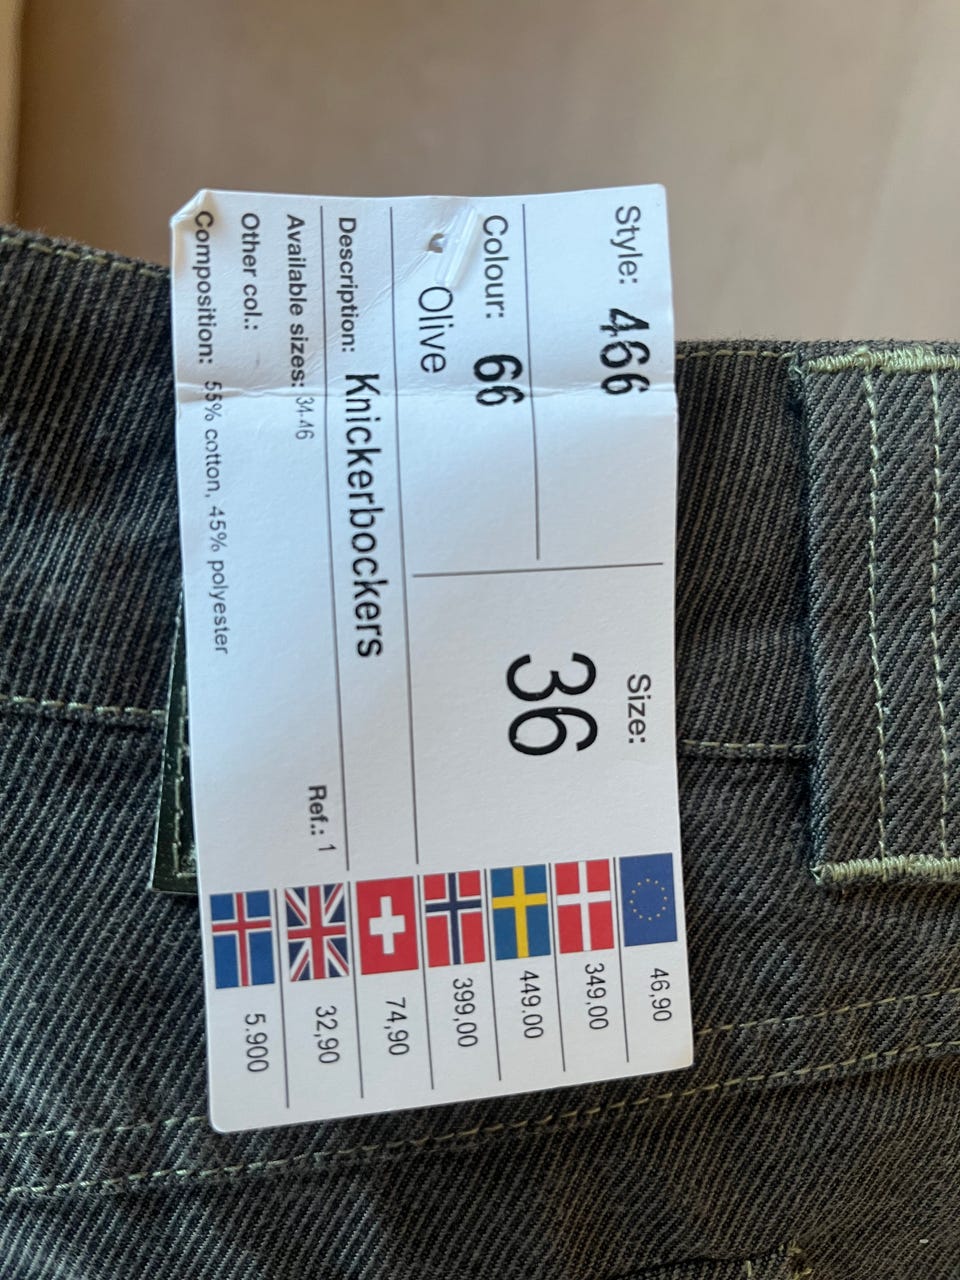 Style: 466
Colour: 66
Olive
Size:
36
Description: Knickerbockers
Available sizes: 34-46
Ref.: 1
Other col.:
Composition: 55% cotton, 45% polyester
46,90
349,00
449.00
399,00
74,90
32,90
5.900